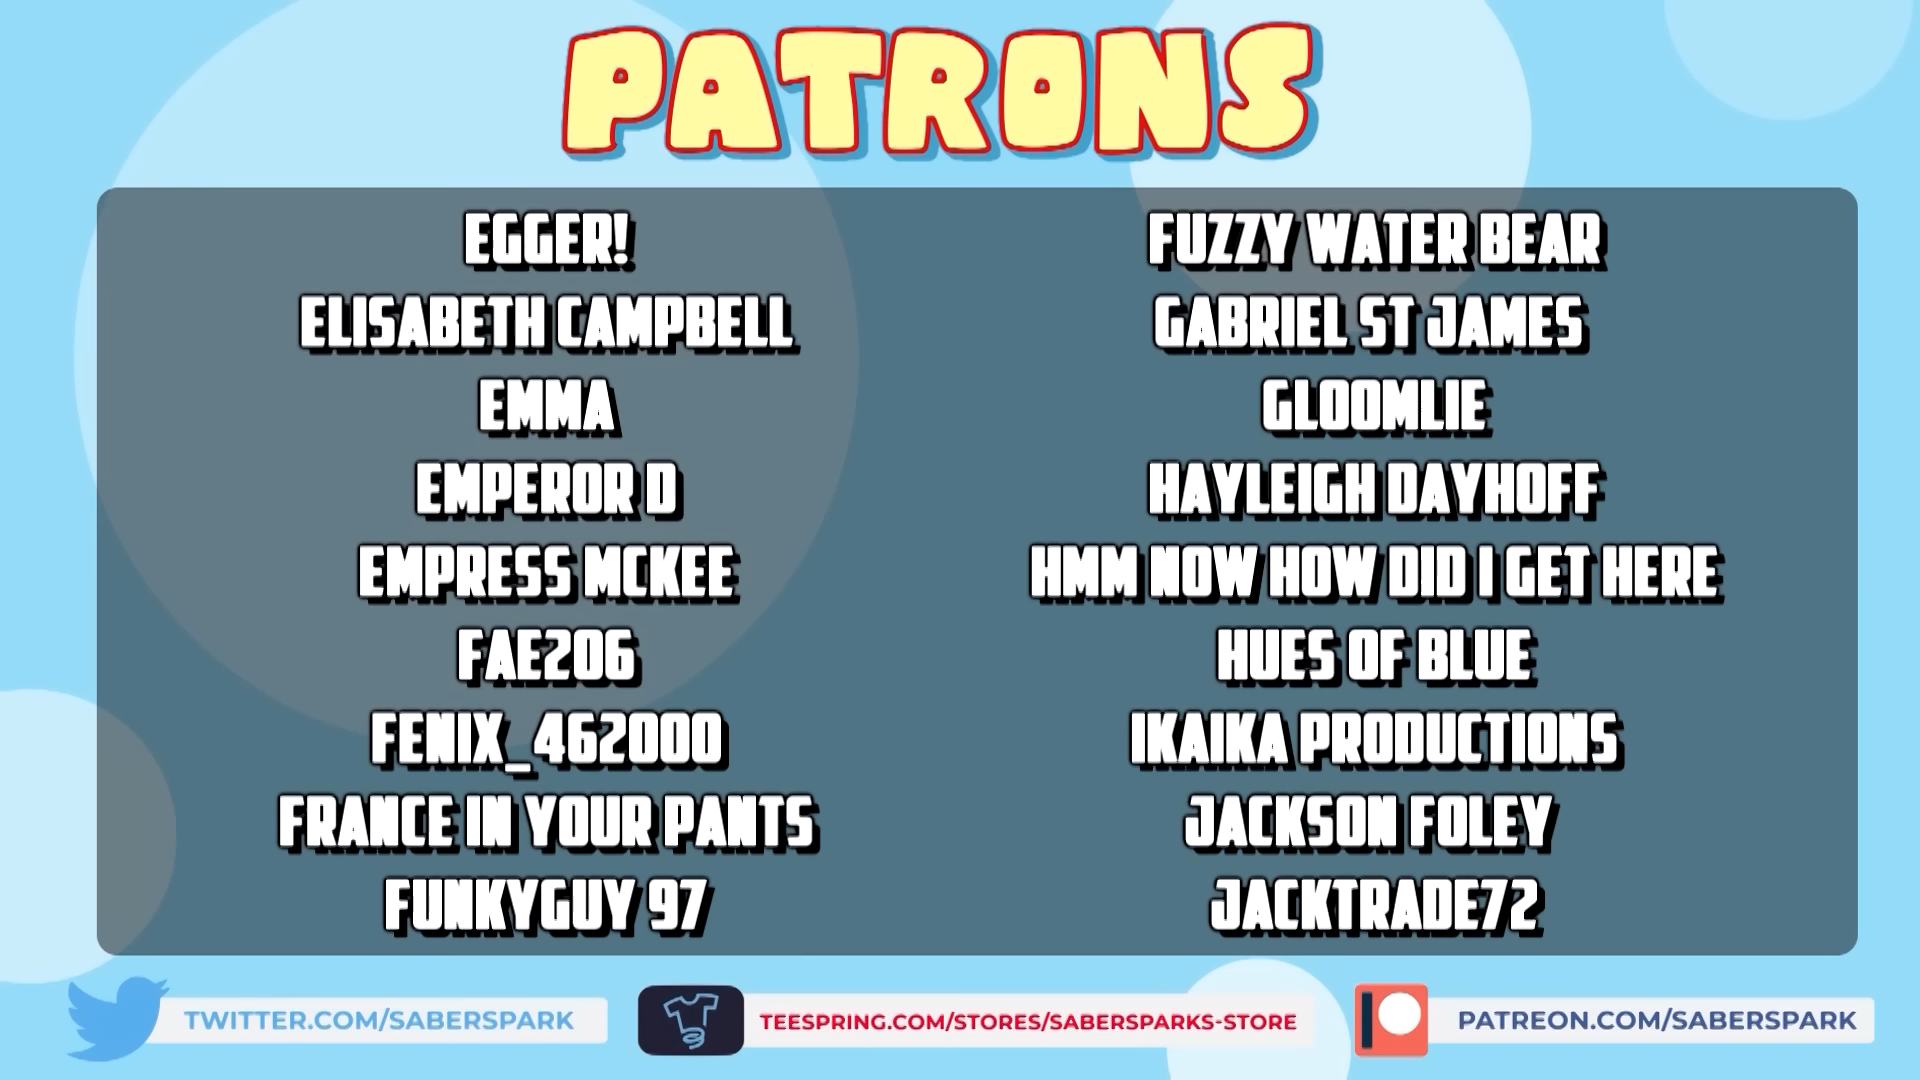 PATRONS
EGGER!
ELISABETH CAMPBELL
EMMA
EMPEROR D
EMPRESS MCKEE
FAE206
FENIX_462000
FRANCE IN YOUR PANTS
FUNKYGUY 97
FUZZY WATER BEAR
GABRIEL ST JAMES
GLOOMLIE
HAYLEIGH DAYHOFF
HMM NOW HOW DID I GET HERE
HUES OF BLUE
IKAIKA PRODUCTIONS
JACKSON FOLEY
JACKTRADE72
TWITTER.COM/SABERSPARK
TEESPRING.COM/STORES/SABERSPARKS-STORE
PATREON.COM/SABERSPARK